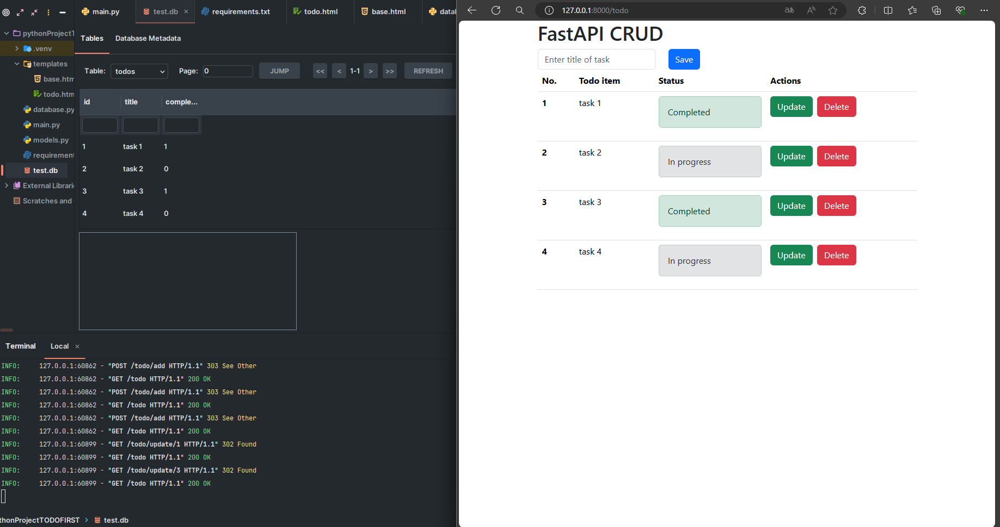 main.py
test.db
requirements.txt
todo.html
base.html
datal
pythonProjectT
.venv
templates
base.htm
todo.htm
database.py
main.py
models.py
requirement
test.db
External Librari
Scratches and
Tables
Database Metadata
Table:
todos
Page:
0
JUMP
<<
<
1-1
>
>>
REFRESH
id title comple...
1 task 1 1
2 task 2 0
3 task 3 1
4 task 4 0
Terminal
Local
INFO: 127.0.0.1:60862 - "POST /todo/add HTTP/1.1" 303 See Other
INFO: 127.0.0.1:60862 - "GET /todo HTTP/1.1" 200 OK
INFO: 127.0.0.1:60862 - "POST /todo/add HTTP/1.1" 303 See Other
INFO: 127.0.0.1:60862 - "GET /todo HTTP/1.1" 200 OK
INFO: 127.0.0.1:60862 - "POST /todo/add HTTP/1.1" 303 See Other
INFO: 127.0.0.1:60862 - "GET /todo HTTP/1.1" 200 OK
INFO: 127.0.0.1:60899 - "GET /todo/update/1 HTTP/1.1" 302 Found
INFO: 127.0.0.1:60899 - "GET /todo HTTP/1.1" 200 OK
INFO: 127.0.0.1:60899 - "GET /todo/update/3 HTTP/1.1" 302 Found
INFO: 127.0.0.1:60899 - "GET /todo HTTP/1.1" 200 OK
thonProjectTODOFIRST > test.db
127.0.0.1:8000/todo
FastAPI CRUD
Enter title of task
Save
No. Todo item Status Actions
1 task 1 Completed Update Delete
2 task 2 In progress Update Delete
3 task 3 Completed Update Delete
4 task 4 In progress Update Delete